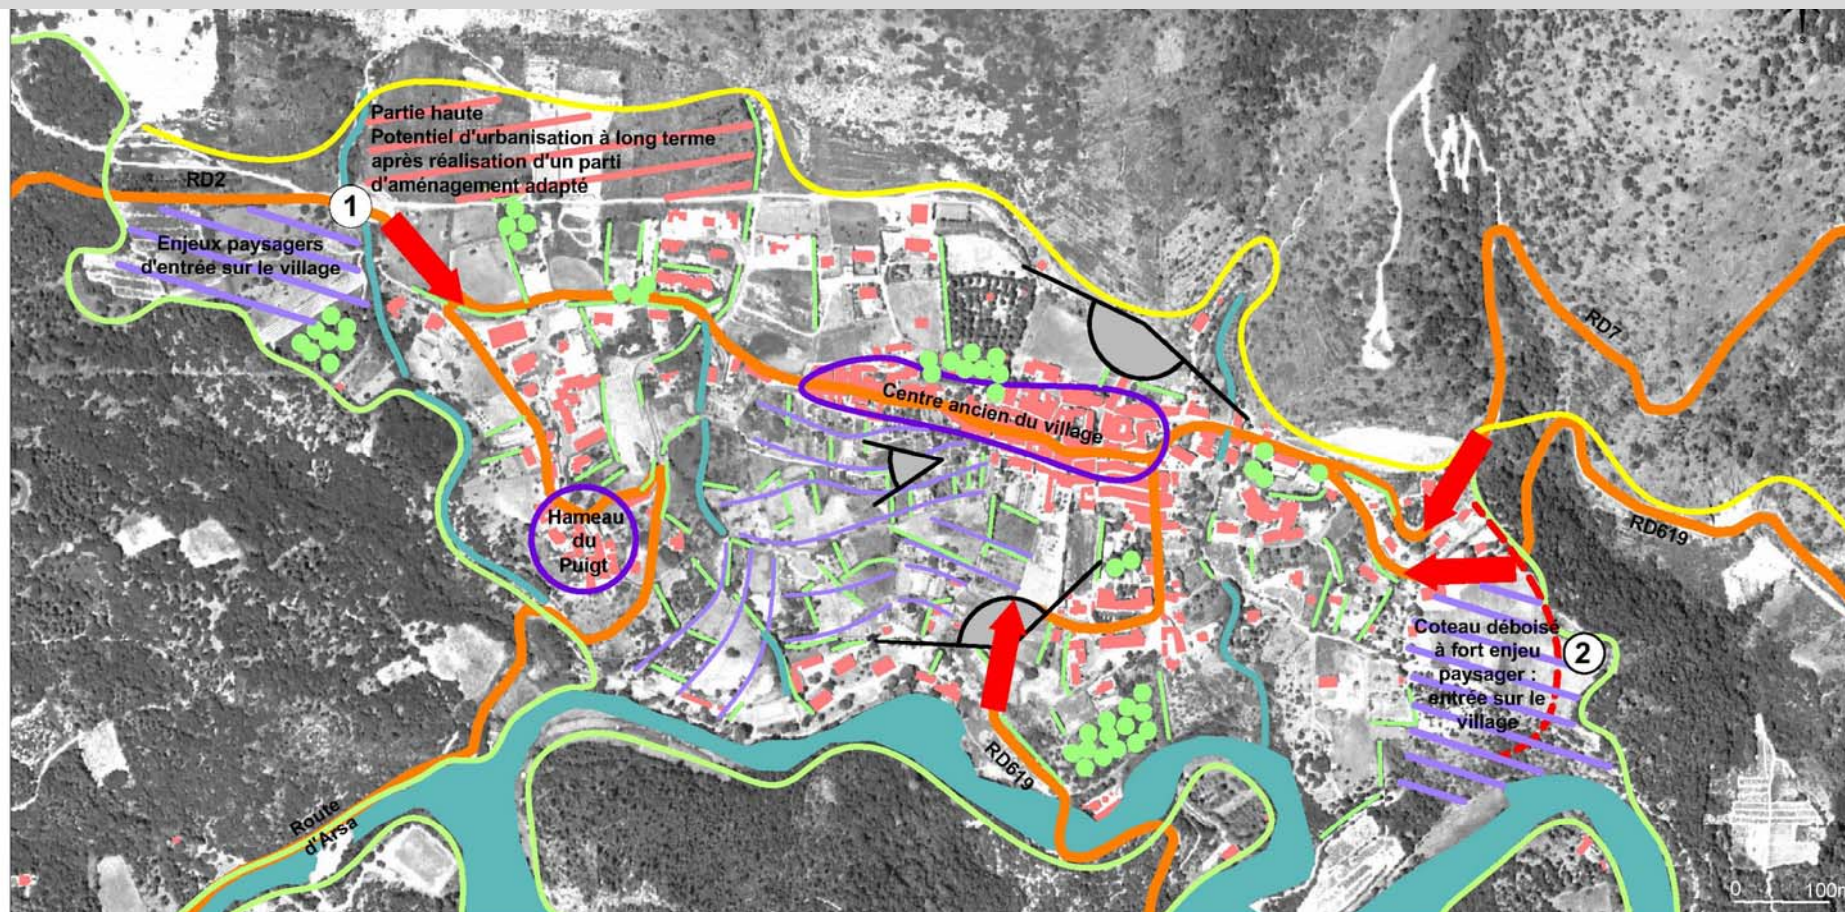 Partie haute
Potentiel d'urbanisation à long terme
après réalisation d'un parti
d'aménagement adapté
RD2
1
Enjeux paysagers
d'entrée sur le village
RD7
Centre ancien du village
Hameau
du
Puigt
RD619
Coteau déboisé
à fort enjeu
paysager :
entrée sur le
village
2
RD619
Route
d'Arsa
0
100m